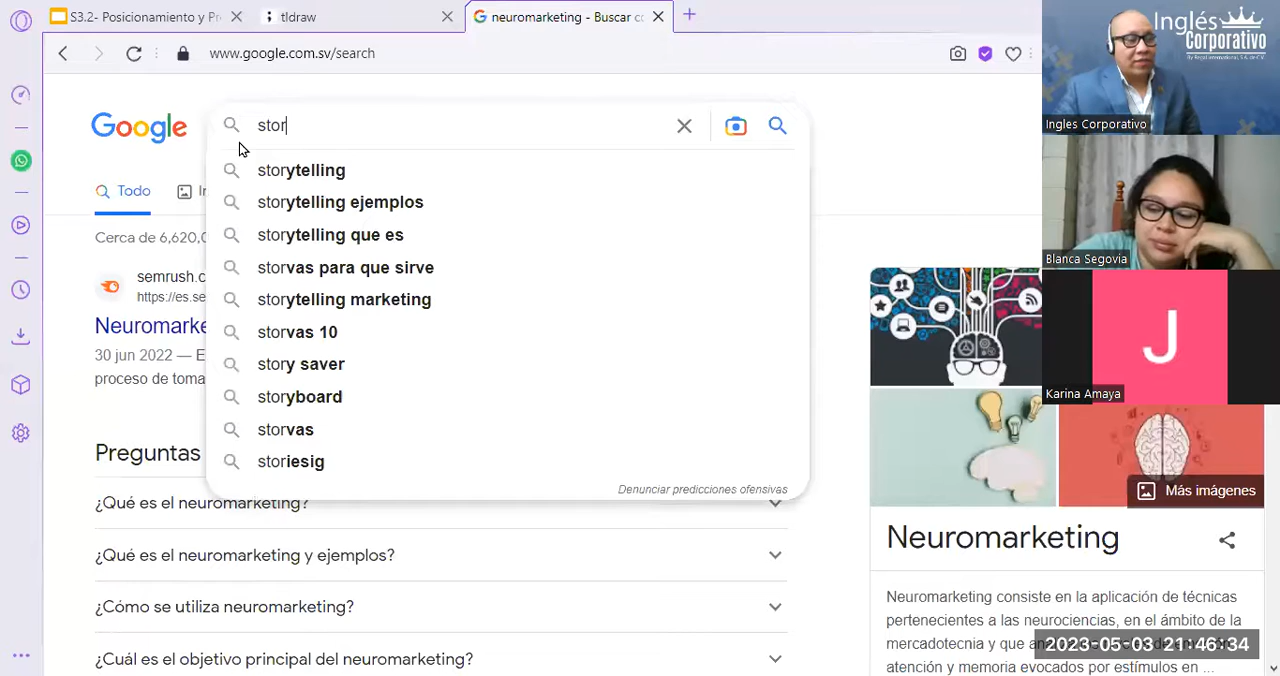 S3.2- Posicionamiento y Pr
tldraw
neuromarketing - Buscar co
www.google.com.sv/search
Google
stor
Todo
storytelling
storytelling ejemplos
storytelling que es
storvas para que sirve
storytelling marketing
storvas 10
story saver
storyboard
storvas
storiesig
Denunciar predicciones ofensivas
Cerca de 6,620,0
semrush.c
https://es.se
Neuromarke
30 jun 2022 — E
proceso de toma
Preguntas
¿Qué es el neuromarketing?
¿Qué es el neuromarketing y ejemplos?
¿Cómo se utiliza neuromarketing?
¿Cuál es el objetivo principal del neuromarketing?
Más imágenes
Neuromarketing
Neuromarketing consiste en la aplicación de técnicas
pertenecientes a las neurociencias, en el ámbito de la
mercadotecnia y que
atención y memoria evocados por estímulos en ...
2023-05-03 21:46:34
Inglés
Corporativo
By Regal International, S.A. de C.V.
Ingles Corporativo
Blanca Segovia
J
Karina Amaya